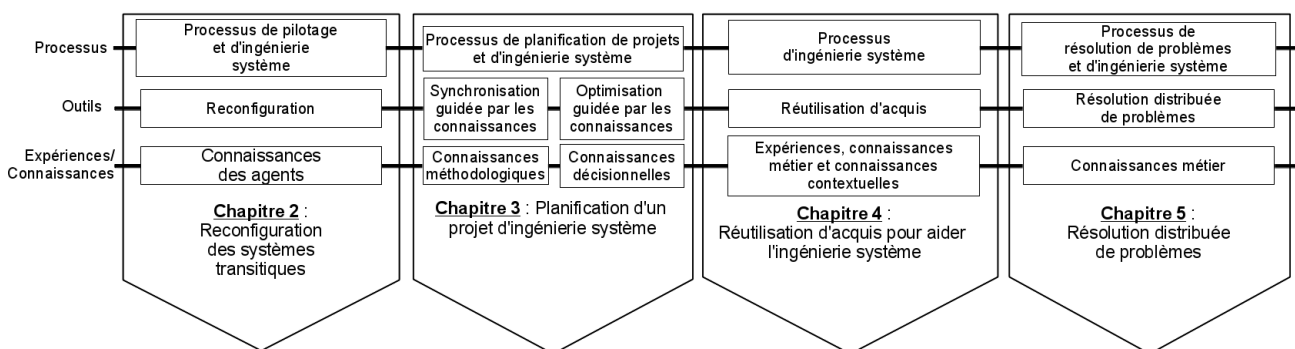 Processus
Processus de pilotage
et d'ingénierie
système
Processus de planification de projets
et d'ingénierie système
Processus
d'ingénierie système
Processus de
résolution de problèmes
et d'ingénierie système
Outils
Reconfiguration
Synchronisation
guidée par les
connaissances
Optimisation
guidée par les
connaissances
Réutilisation d'acquis
Résolution distribuée
de problèmes
Expériences/
Connaissances
Connaissances
des agents
Connaissances
méthodologiques
Connaissances
décisionnelles
Expériences, connaissances
métier et connaissances
contextuelles
Connaissances métier
Chapitre 2 :
Reconfiguration
des systèmes
transitiques
Chapitre 3 : Planification d'un
projet d'ingénierie système
Chapitre 4 :
Réutilisation d'acquis pour aider
l'ingénierie système
Chapitre 5 :
Résolution distribuée
de problèmes